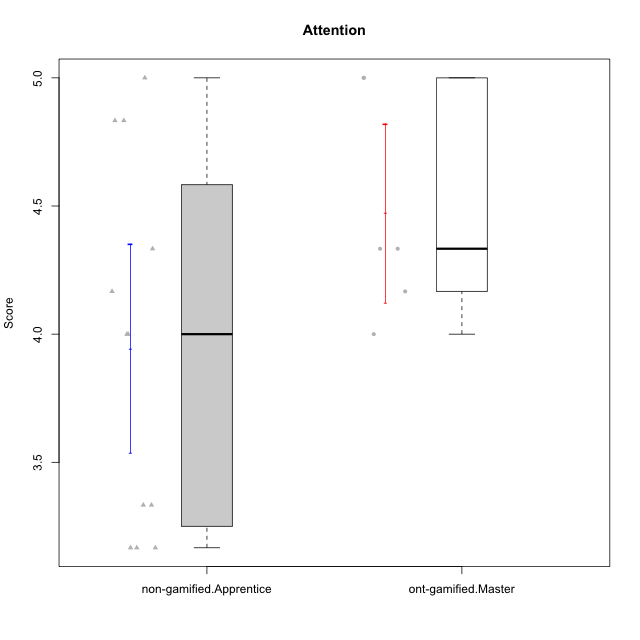 Attention
Score
5.0
4.5
4.0
3.5
non-gamified.Apprentice
ont-gamified.Master